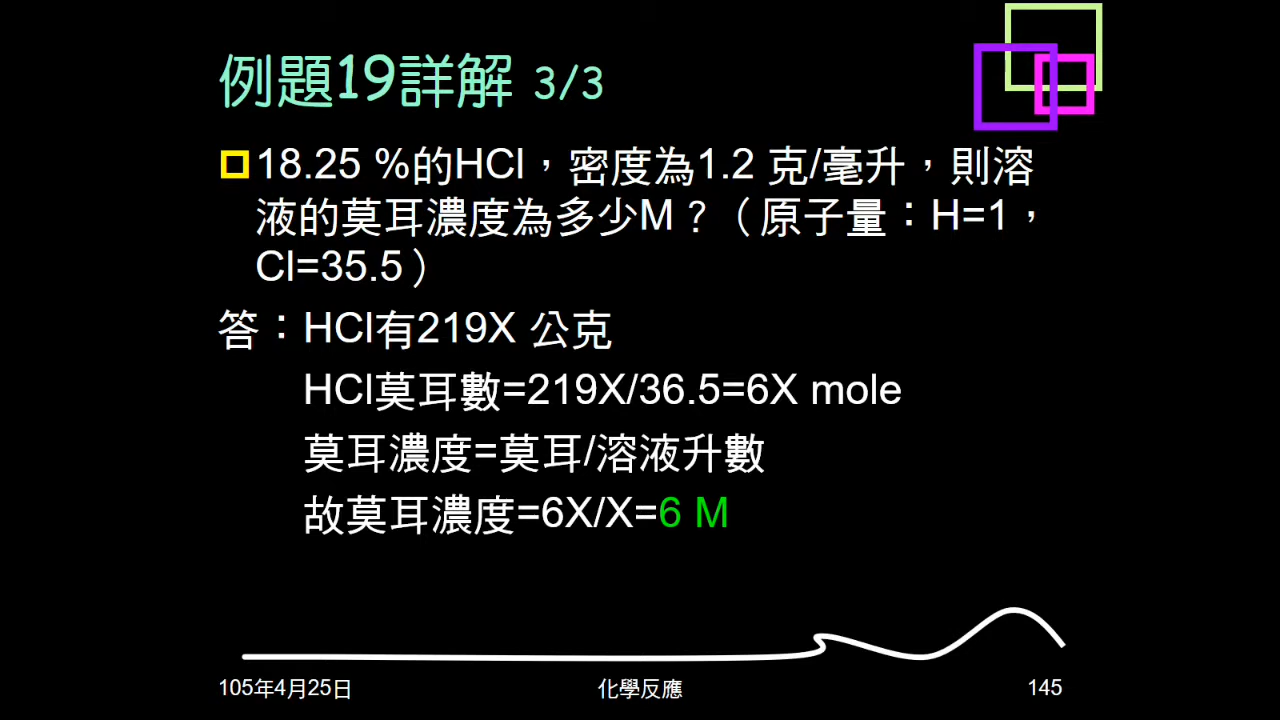 例題19詳解 3/3
18.25 %的HCl，密度為1.2 克/毫升，則溶
液的莫耳濃度為多少M？（原子量：H=1，
Cl=35.5）
答：HCl有219X 公克
HCl莫耳數=219X/36.5=6X mole
莫耳濃度=莫耳/溶液升數
故莫耳濃度=6X/X=6 M
105年4月25日
化學反應
145